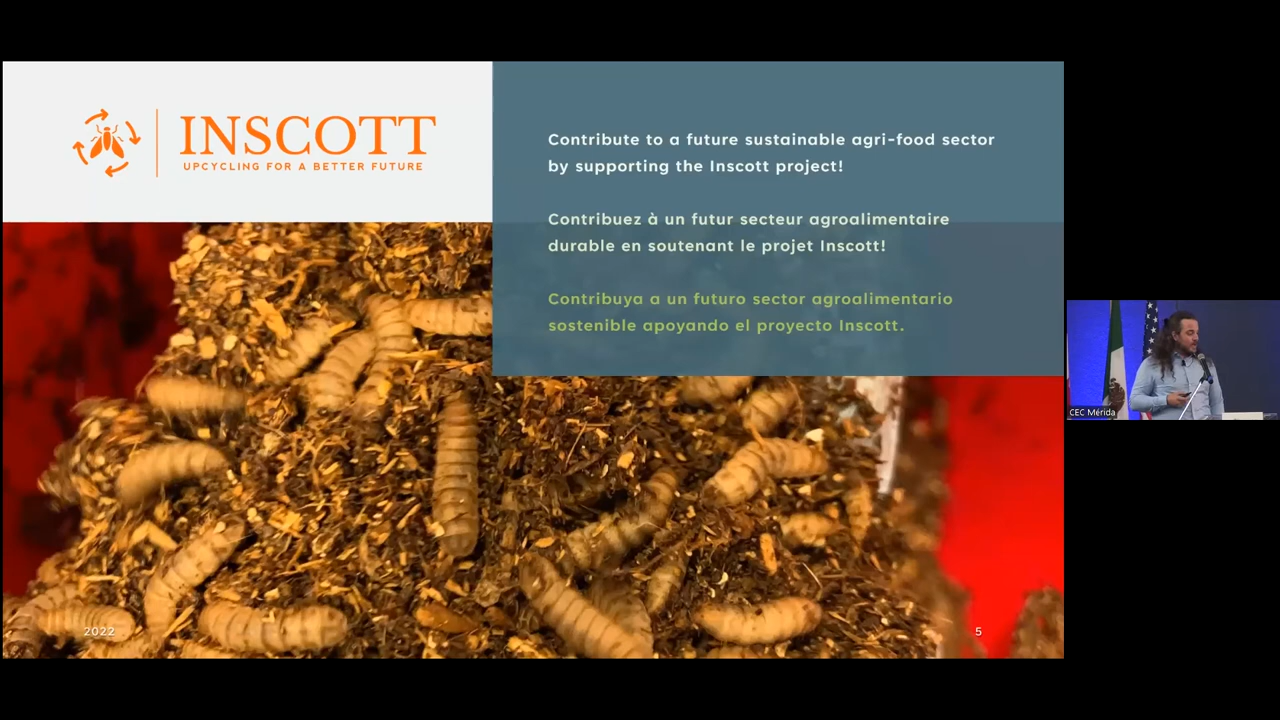 INSCOTT
UPCYCLING FOR A BETTER FUTURE
Contribute to a future sustainable agri-food sector
by supporting the Inscott project!
Contribuez à un futur secteur agroalimentaire
durable en soutenant le projet Inscott!
Contribuya a un futuro sector agroalimentario
sostenible apoyando el proyecto Inscott.
CEC Mérida
2022
5